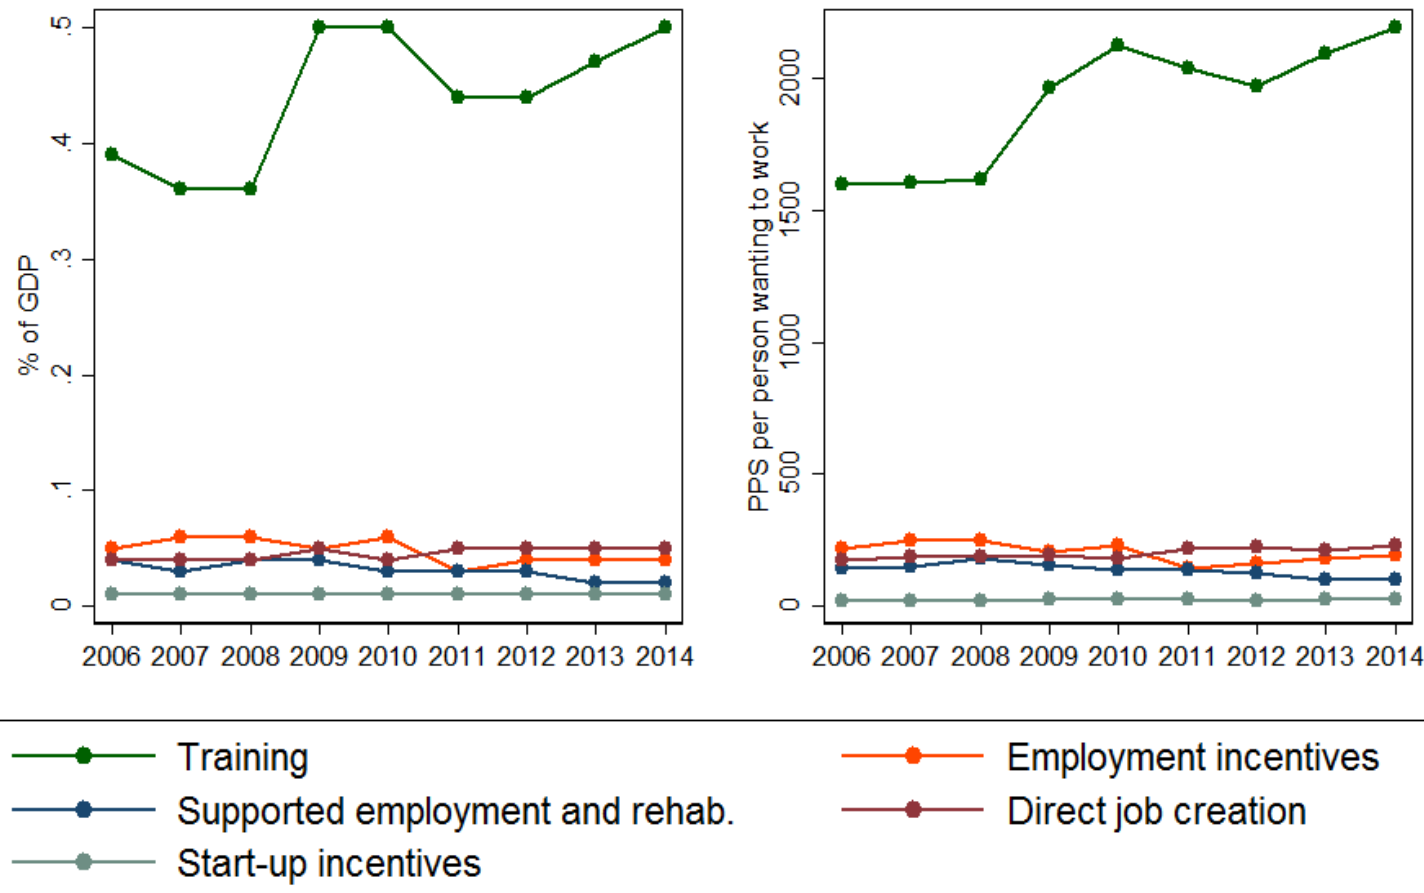 % of GDP
.5
.4
.3
.2
.1
0
2006 2007 2008 2009 2010 2011 2012 2013 2014
PPS per person wanting to work
2000
1500
1000
500
0
2006 2007 2008 2009 2010 2011 2012 2013 2014
Training
Employment incentives
Supported employment and rehab.
Direct job creation
Start-up incentives